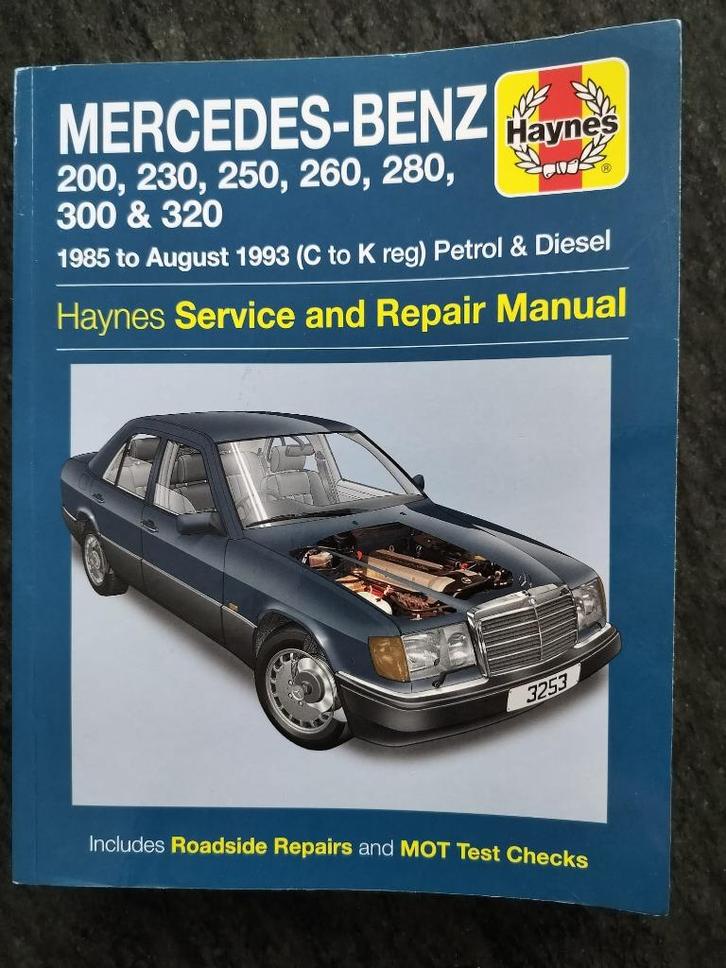 MERCEDES-BENZ
Haynes
®
200, 230, 250, 260, 280,
300 & 320
1985 to August 1993 (C to K reg) Petrol & Diesel
Haynes Service and Repair Manual
3253
Includes Roadside Repairs and MOT Test Checks